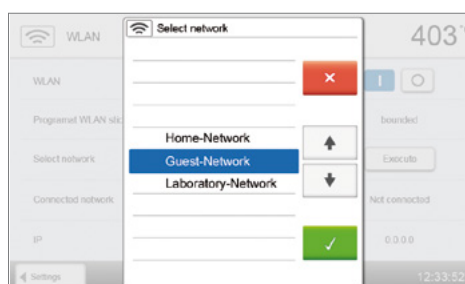 WLAN
Select network
403°
WLAN
I O
Programat WLAN stic
bounded
Home-Network
Select network
Guest-Network
Execute
Laboratory-Network
Connected network
Not connected
IP
0.0.0.0
Settings
12:33:52